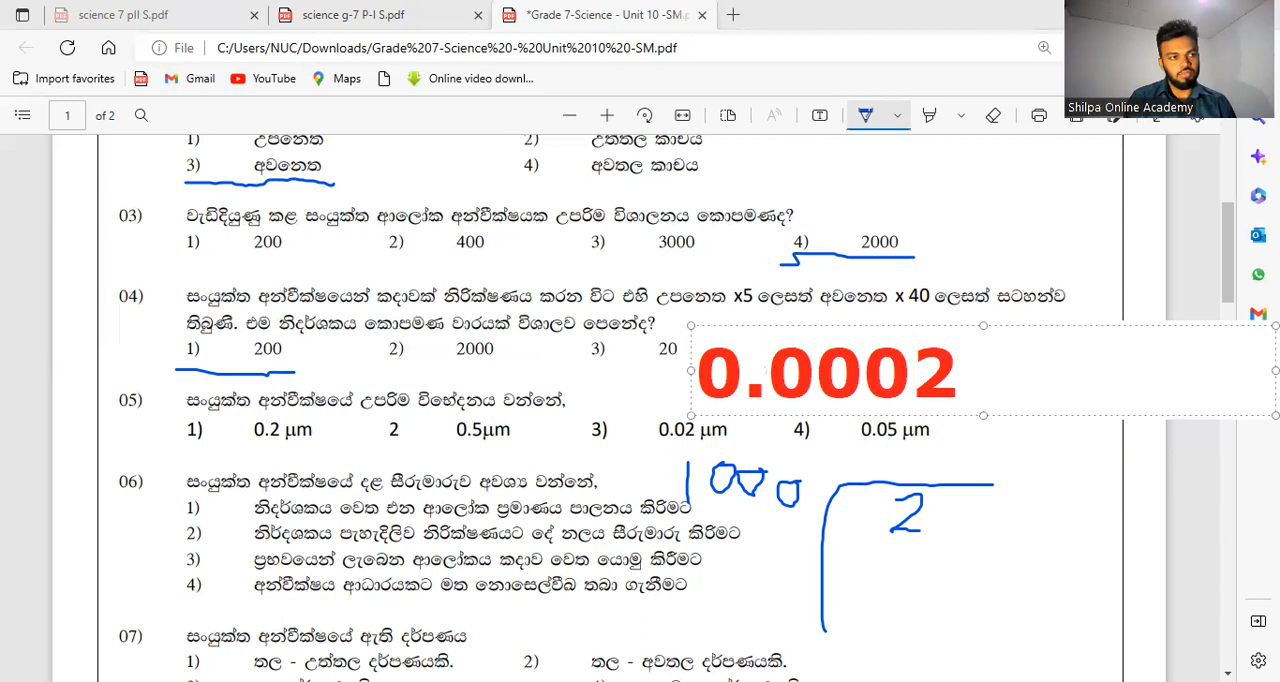 science 7 pII S.pdf
science g-7 P-I S.pdf
*Grade 7-Science - Unit 10 -SM.p
File C:/Users/NUC/Downloads/Grade%207-Science%20-%20Unit%2010%20-SM.pdf
Import favorites
Gmail
YouTube
Maps
Online video downl...
Shilpa Online Academy
1 of 2
1) උපනෙත 2) උත්තල කාචය
3) අවනෙත 4) අවතල කාචය
03) වැඩිදියුණු කළ සංයුක්ත ආලෝක අන්වීක්ෂයක උපරිම විශාලනය කොපමණද?
1) 200 2) 400 3) 3000 4) 2000
04) සංයුක්ත අන්වීක්ෂයෙන් කදාවක් නිරීක්ෂණය කරන විට එහි උපනෙත x5 ලෙසත් අවනෙත x 40 ලෙසත් සටහන්ව
තිබුණි. එම නිදර්ශකය කොපමණ වාරයක් විශාලව පෙනේද?
1) 200 2) 2000 3) 20
0.0002
05) සංයුක්ත අන්වීක්ෂයේ උපරිම විභේදනය වන්නේ,
1) 0.2 μm 2 0.5μm 3) 0.02 μm 4) 0.05 μm
1000
2
06) සංයුක්ත අන්වීක්ෂයේ දළ සීරුමාරුව අවශ්‍ය වන්නේ,
1) නිදර්ශකය වෙත එන ආලෝක ප්‍රමාණය පාලනය කිරීමට
2) නිර්දශකය පැහැදිලිව නිරීක්ෂණයට දේ නලය සීරුමාරු කිරීමට
3) ප්‍රභවයෙන් ලැබෙන ආලෝකය කදාව වෙත යොමු කිරීමට
4) අන්වීක්ෂය ආධාරයකට මත නොසෙල්වීඛ තබා ගැනීමට
07) සංයුක්ත අන්වීක්ෂයේ ඇති දර්පණය
1) තල - උත්තල දර්පණයකි. 2) තල - අවතල දර්පණයකි.